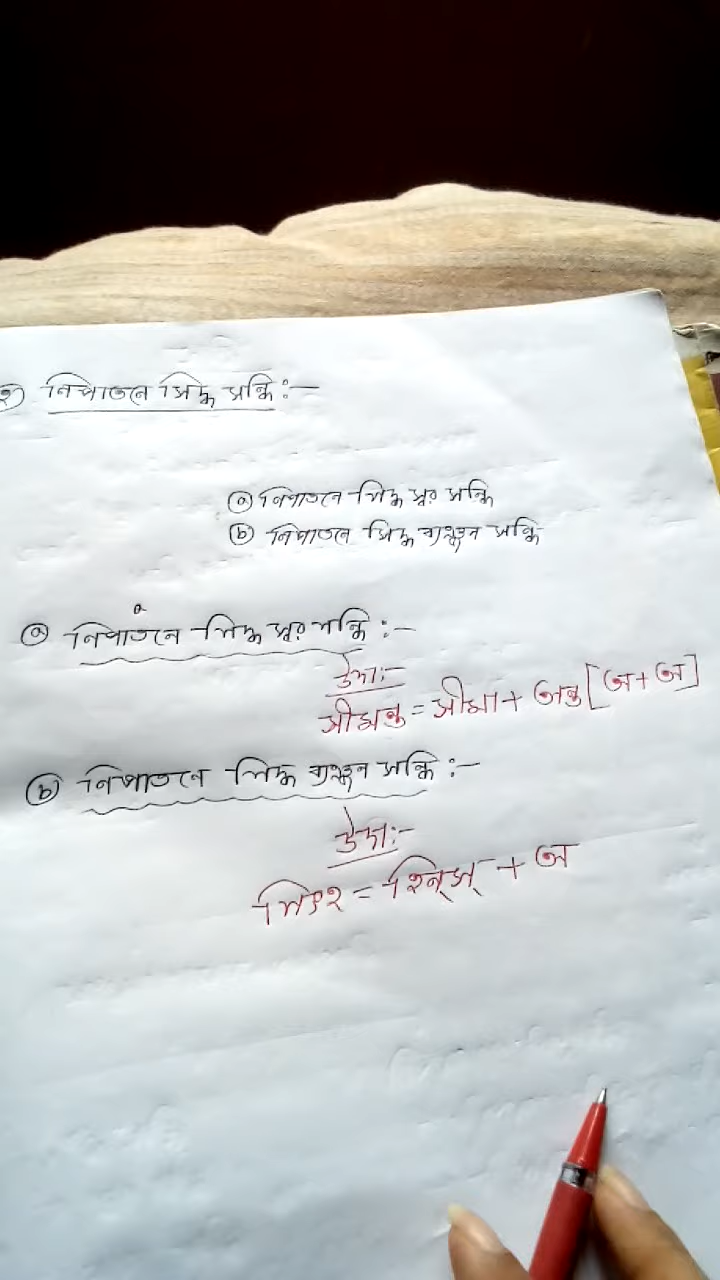 ২) নিপাতনে সিদ্ধ সন্ধি :-
ⓐ নিপাতনে সিদ্ধ স্বর সন্ধি
ⓑ নিপাতনে সিদ্ধ ব্যঞ্জন সন্ধি
ⓐ নিপাতনে সিদ্ধ স্বর সন্ধি :-
উদা:-
সীমন্ত = সীমা + অন্ত [অ + অ]
ⓑ নিপাতনে সিদ্ধ ব্যঞ্জন সন্ধি :-
উদা:-
সিংহ = হিন্‌স্ + অ